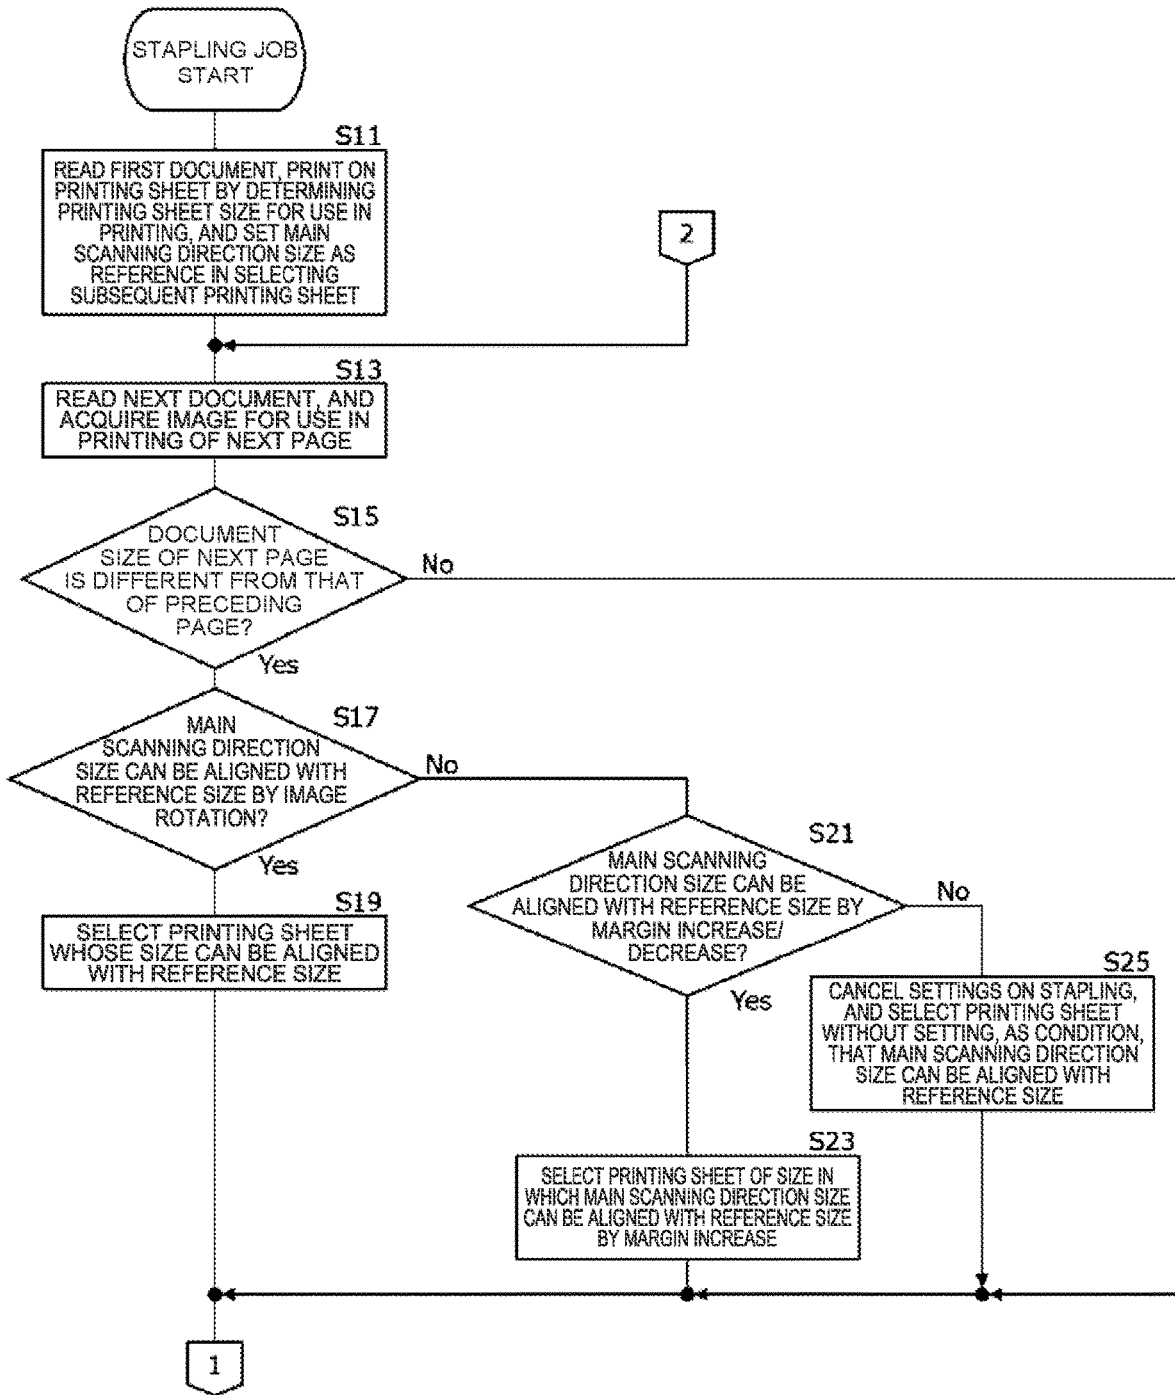 STAPLING JOB
START
S11
READ FIRST DOCUMENT, PRINT ON
PRINTING SHEET BY DETERMINING
PRINTING SHEET SIZE FOR USE IN
PRINTING, AND SET MAIN
SCANNING DIRECTION SIZE AS
REFERENCE IN SELECTING
SUBSEQUENT PRINTING SHEET
2
S13
READ NEXT DOCUMENT, AND
ACQUIRE IMAGE FOR USE IN
PRINTING OF NEXT PAGE
S15
DOCUMENT
SIZE OF NEXT PAGE
IS DIFFERENT FROM THAT
OF PRECEDING
PAGE?
No
Yes
S17
MAIN
SCANNING DIRECTION
SIZE CAN BE ALIGNED WITH
REFERENCE SIZE BY IMAGE
ROTATION?
No
Yes
S19
SELECT PRINTING SHEET
WHOSE SIZE CAN BE ALIGNED
WITH REFERENCE SIZE
S21
MAIN SCANNING
DIRECTION SIZE CAN BE
ALIGNED WITH REFERENCE SIZE BY
MARGIN INCREASE/
DECREASE?
No
Yes
S25
CANCEL SETTINGS ON STAPLING,
AND SELECT PRINTING SHEET
WITHOUT SETTING, AS CONDITION,
THAT MAIN SCANNING DIRECTION
SIZE CAN BE ALIGNED WITH
REFERENCE SIZE
S23
SELECT PRINTING SHEET OF SIZE IN
WHICH MAIN SCANNING DIRECTION SIZE
CAN BE ALIGNED WITH REFERENCE SIZE
BY MARGIN INCREASE
1